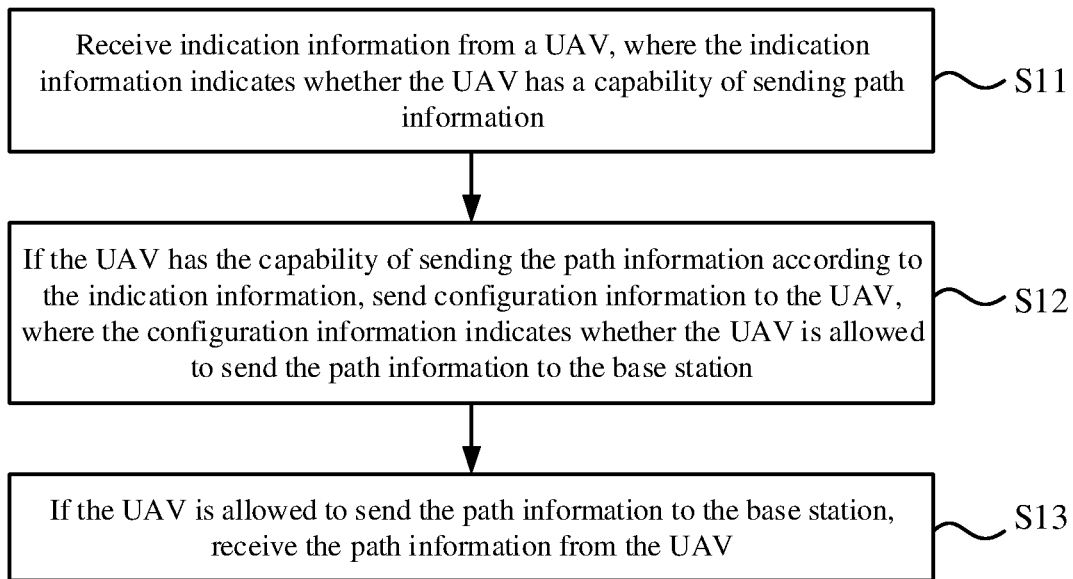 Receive indication information from a UAV, where the indication
information indicates whether the UAV has a capability of sending path
information
S11
If the UAV has the capability of sending the path information according to
the indication information, send configuration information to the UAV,
where the configuration information indicates whether the UAV is allowed
to send the path information to the base station
S12
If the UAV is allowed to send the path information to the base station,
receive the path information from the UAV
S13